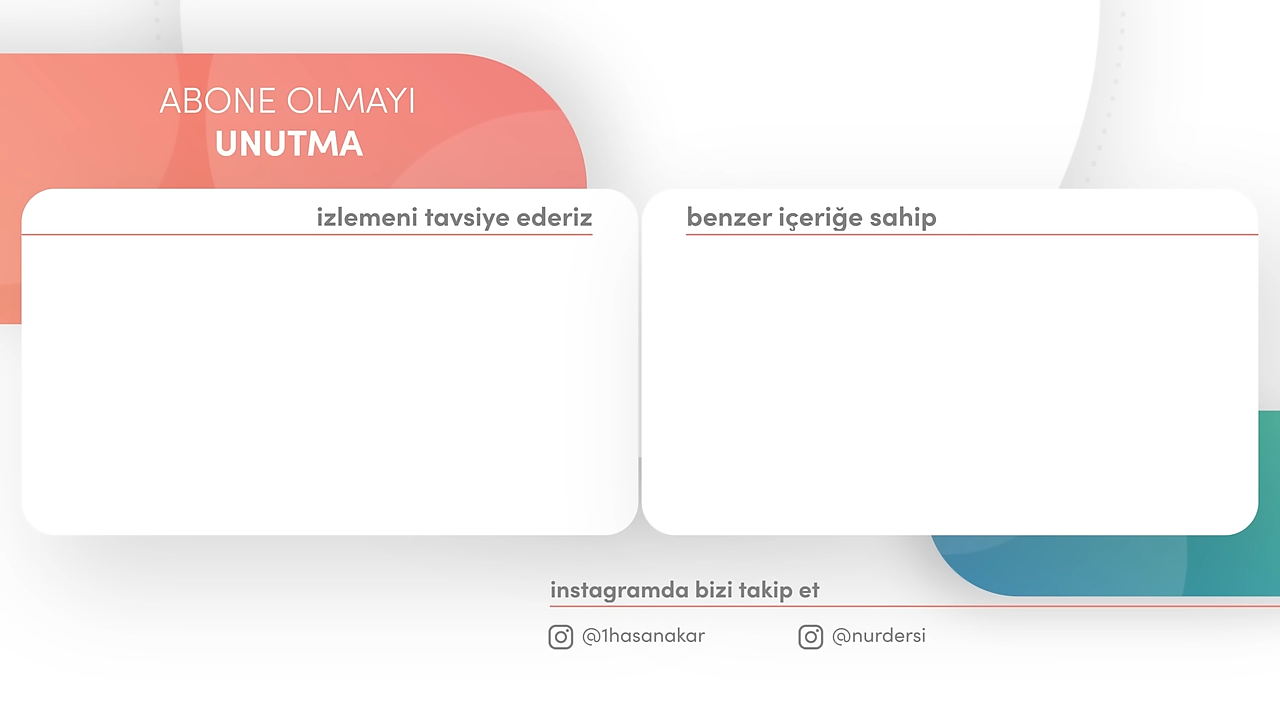 ABONE OLMAYI
UNUTMA
izlemeni tavsiye ederiz
benzer içeriğe sahip
instagramda bizi takip et
@1hasanakar
@nurdersi